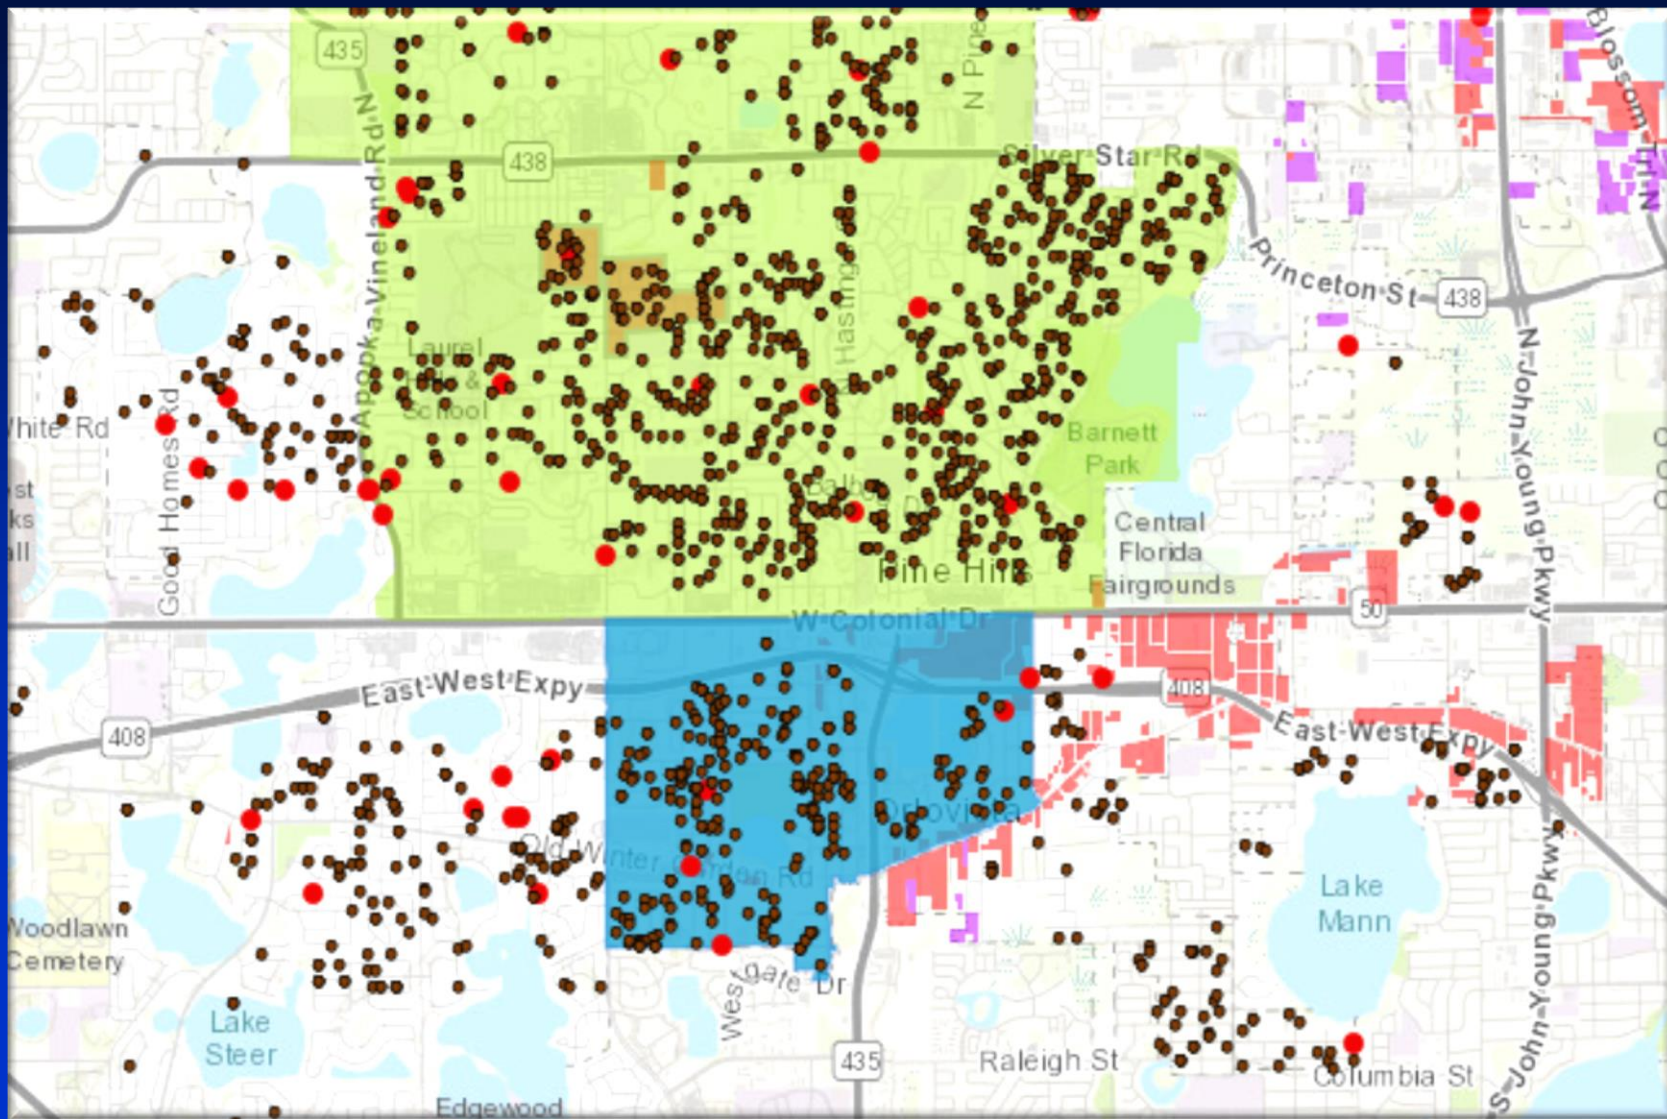 435
N Pine
Blossom Trl N
438
Silver Star Rd
Apopka Vineland Rd N
Princeton St
438
N Hastings
Laurel
Hills &
School
White Rd
Good Homes Rd
Barnett
Park
N John Young Pkwy
Balboa Dr
Central
Florida
Fairgrounds
Pine Hills
50
W Colonial Dr
East-West Expy
408
408
East-West Expy
Orlovista
Old Winter Garden Rd
Lake
Mann
Woodlawn
Cemetery
Westgate Dr
S John Young Pkwy
Lake
Steer
435
Raleigh St
Columbia St
Edgewood